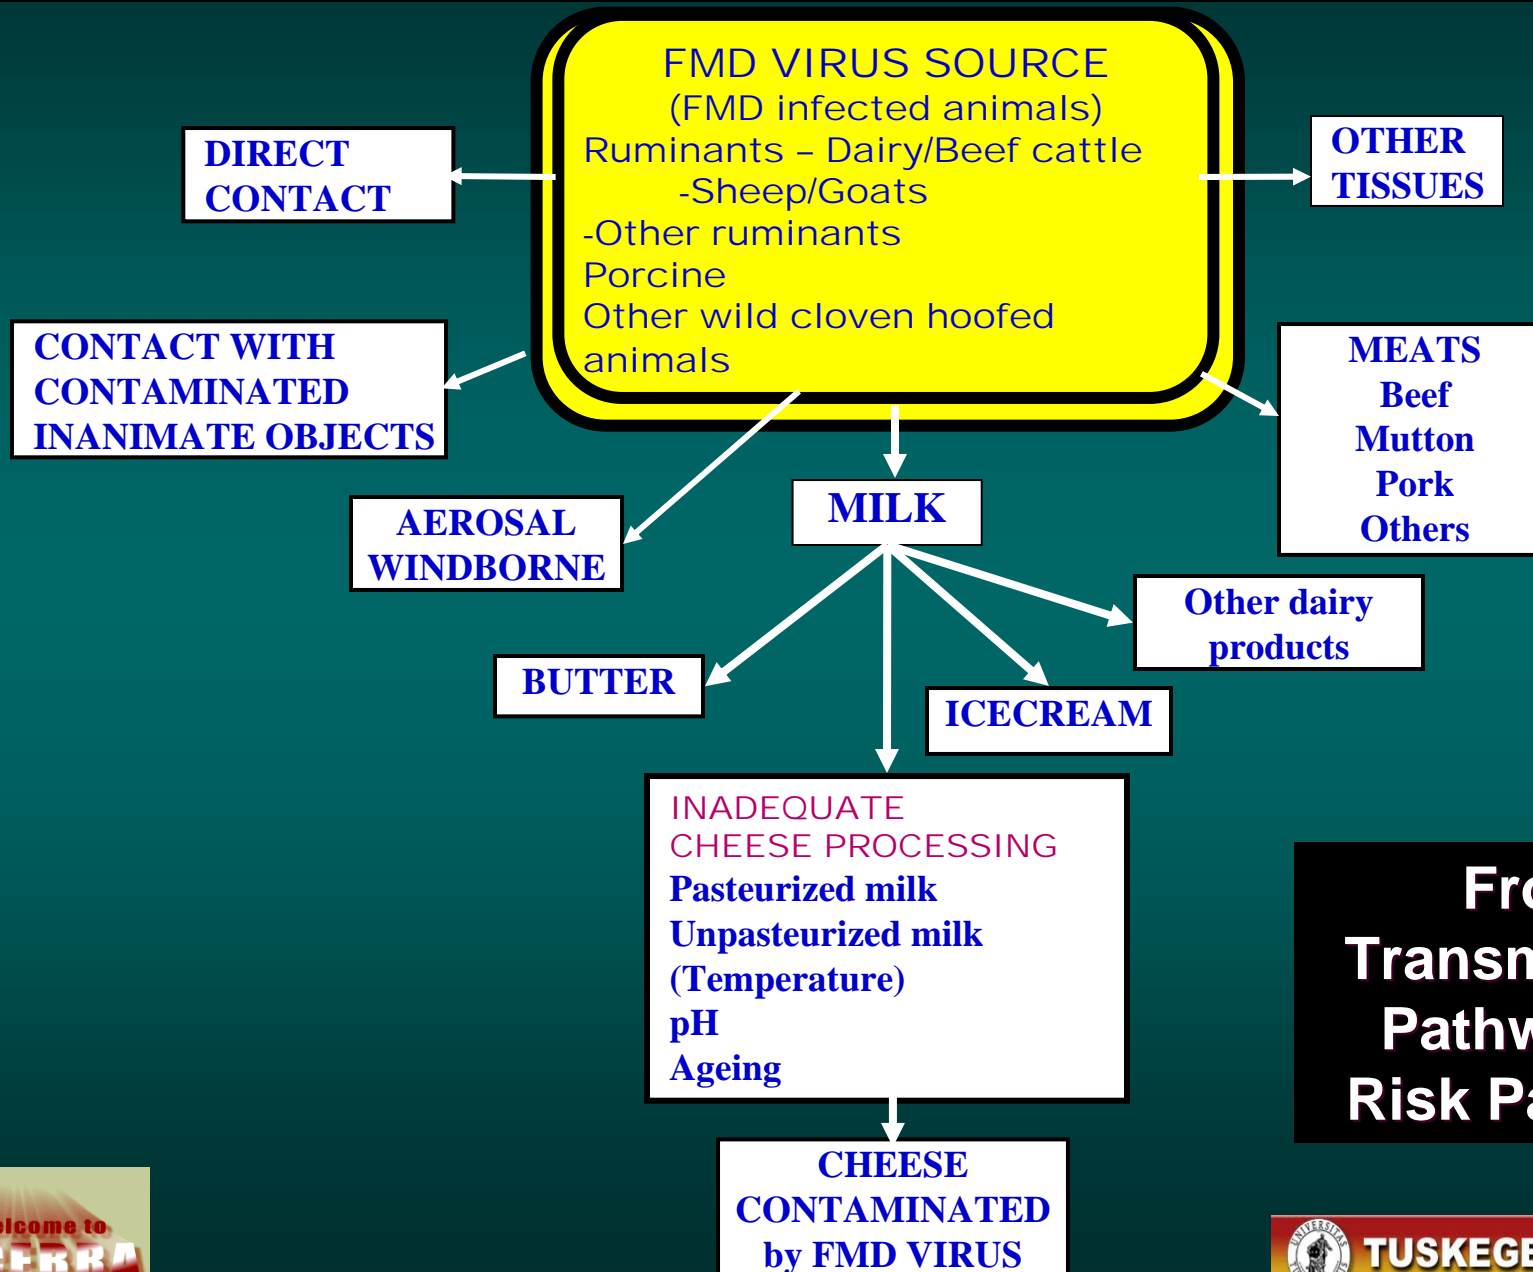 FMD VIRUS SOURCE
(FMD infected animals)
Ruminants – Dairy/Beef cattle
-Sheep/Goats
-Other ruminants
Porcine
Other wild cloven hoofed
animals
DIRECT
CONTACT
OTHER
TISSUES
CONTACT WITH
CONTAMINATED
INANIMATE OBJECTS
MEATS
Beef
Mutton
Pork
Others
AEROSAL
WINDBORNE
MILK
Other dairy
products
BUTTER
ICECREAM
INADEQUATE
CHEESE PROCESSING
Pasteurized milk
Unpasteurized milk
(Temperature)
pH
Ageing
CHEESE
CONTAMINATED
by FMD VIRUS
Risk
to